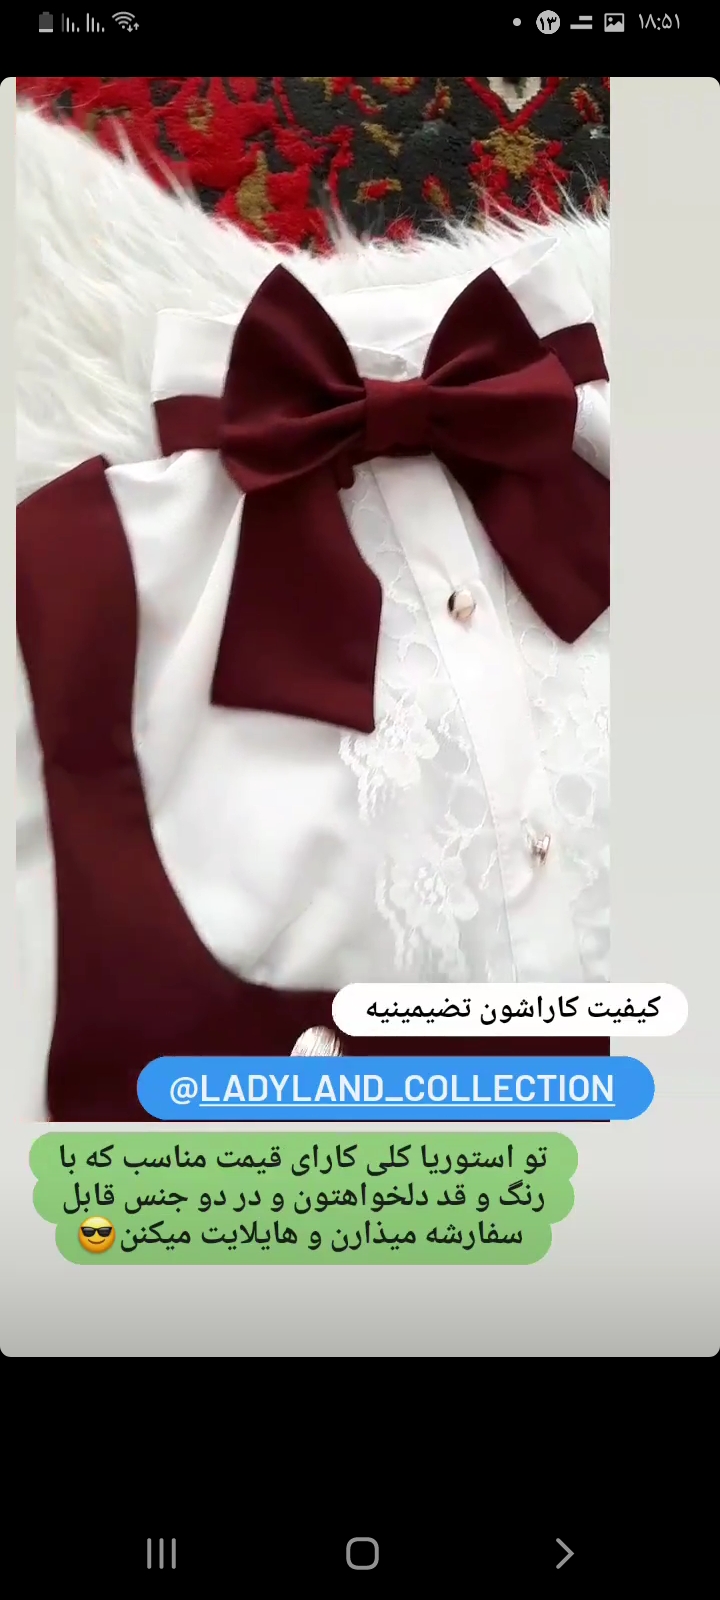 ۱۸:۵۱
۱۳
کیفیت کاراشون تضیمینیه
@LADYLAND_COLLECTION
تو استوریا کلی کارای قیمت مناسب که با
رنگ و قد دلخواهتون و در دو جنس قابل
سفارشه میذارن و هایلایت میکنن😎